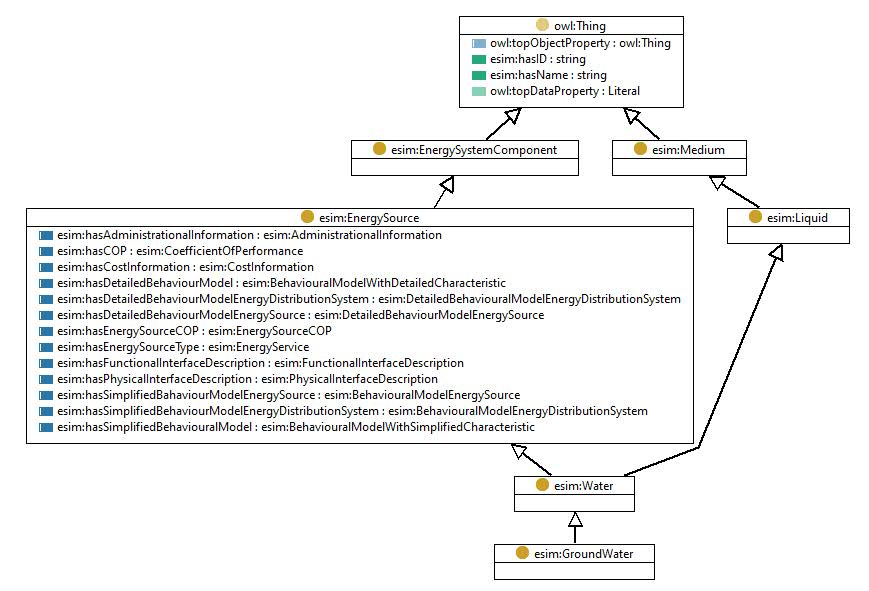 owl:Thing
owl:topObjectProperty : owl:Thing
esim:hasID : string
esim:hasName : string
owl:topDataProperty : Literal
esim:EnergySystemComponent
esim:Medium
esim:EnergySource
esim:Liquid
esim:hasAdministrationalInformation : esim:AdministrationalInformation
esim:hasCOP : esim:CoefficientOfPerformance
esim:hasCostInformation : esim:CostInformation
esim:hasDetailedBehaviourModel : esim:BehaviouralModelWithDetailedCharacteristic
esim:hasDetailedBehaviourModelEnergyDistributionSystem : esim:DetailedBehaviouralModelEnergyDistributionSystem
esim:hasDetailedBehaviourModelEnergySource : esim:DetailedBehaviourModelEnergySource
esim:hasEnergySourceCOP : esim:EnergySourceCOP
esim:hasEnergySourceType : esim:EnergyService
esim:hasFunctionalInterfaceDescription : esim:FunctionalInterfaceDescription
esim:hasPhysicalInterfaceDescription : esim:PhysicalInterfaceDescription
esim:hasSimplifiedBahaviourModelEnergySource : esim:BehaviouralModelEnergySource
esim:hasSimplifiedBehaviourModelEnergyDistributionSystem : esim:BehaviouralModelEnergyDistributionSystem
esim:hasSimplifiedBehaviouralModel : esim:BehaviouralModelWithSimplifiedCharacteristic
esim:Water
esim:GroundWater